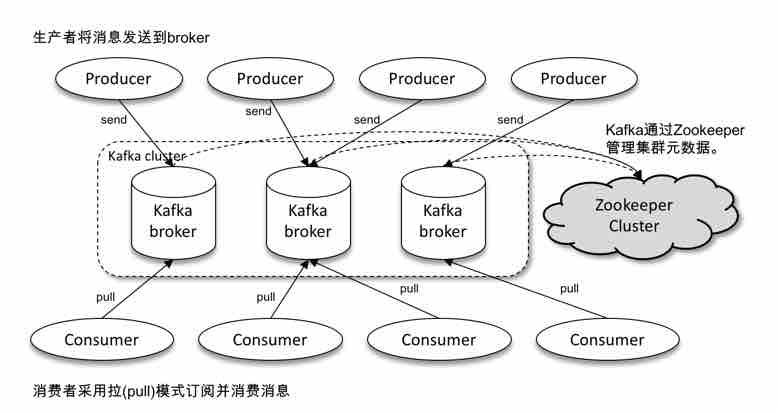 生产者将消息发送到broker
Producer
Producer
Producer
Producer
send
send
send
send
Kafka通过Zookeeper
管理集群元数据。
Kafka cluster
Kafka
broker
Kafka
broker
Kafka
broker
Zookeeper
Cluster
pull
pull
pull
pull
Consumer
Consumer
Consumer
Consumer
消费者采用拉(pull)模式订阅并消费消息